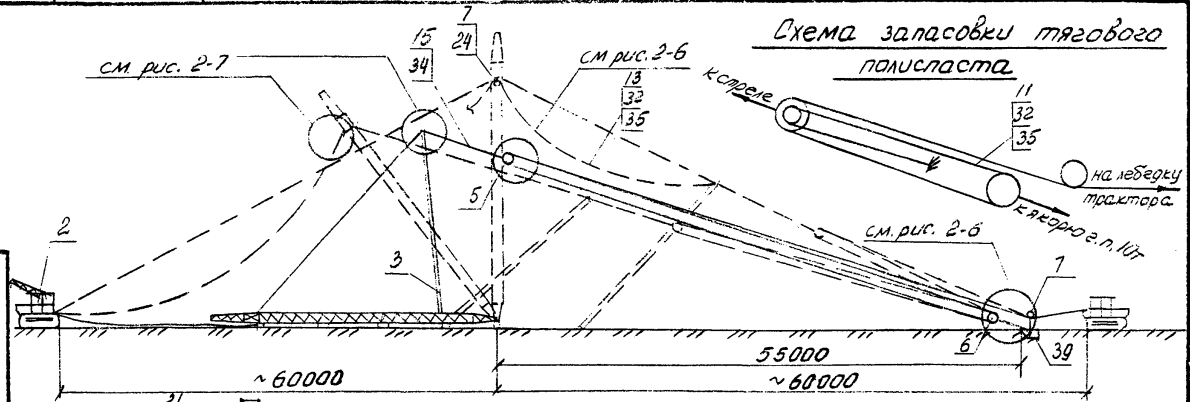 Схема запасовки тягового
полиспаста
см. рис. 2-7
15
34
7
24
см рис. 2-6
13
32
35
к стреле
11
32
35
на лебедку
трактора
к якорю г.п. 10т
5
2
3
см. рис. 2-6
1
6
39
55000
~60000
~60000